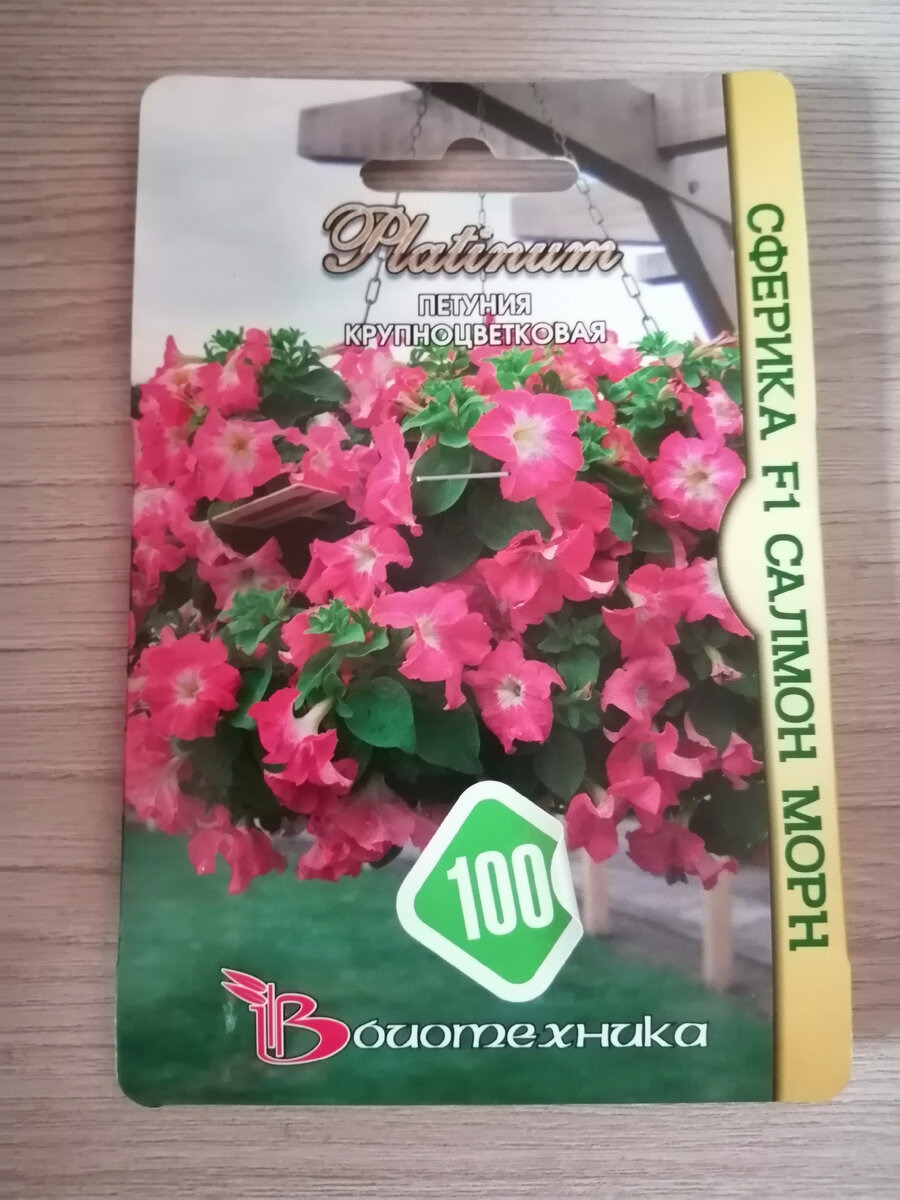 Platinum
ПЕТУНИЯ
КРУПНОЦВЕТКОВАЯ
СФЕРИКА F1 САЛМОН МОРН
100
Биотехника